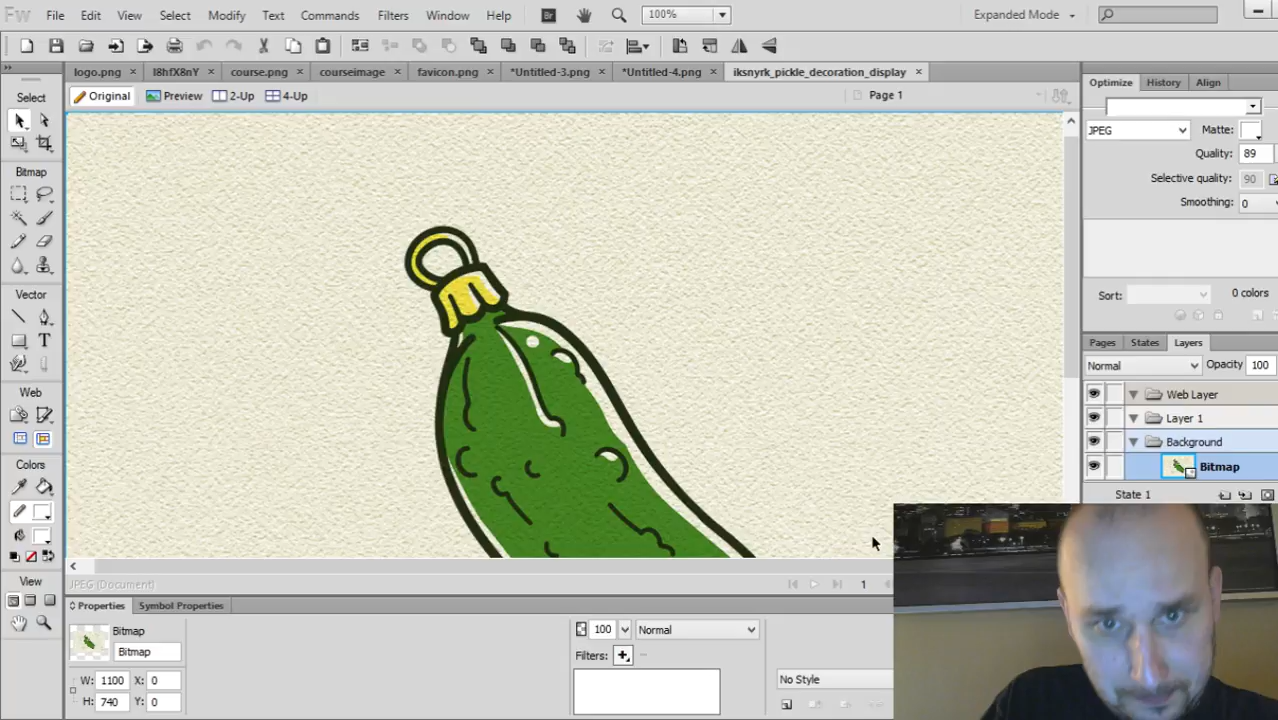 Fw File Edit View Select Modify Text Commands Filters Window Help Br 100% Expanded Mode
logo.png × l8hfX8nY × course.png × courseimage × favicon.png × *Untitled-3.png × *Untitled-4.png × iksnyrk_pickle_decoration_display ×
Original Preview 2-Up 4-Up Page 1
Select
Bitmap
Vector
T
Web
Colors
View
Optimize History Align
JPEG Matte:
Quality: 89
Selective quality: 90
Smoothing: 0
Sort: 0 colors
Pages States Layers
Normal Opacity 100
Web Layer
Layer 1
Background
Bitmap
State 1
JPEG (Document) 1
Properties Symbol Properties
Bitmap
Bitmap
W: 1100 X: 0
H: 740 Y: 0
100 Normal
Filters:
No Style